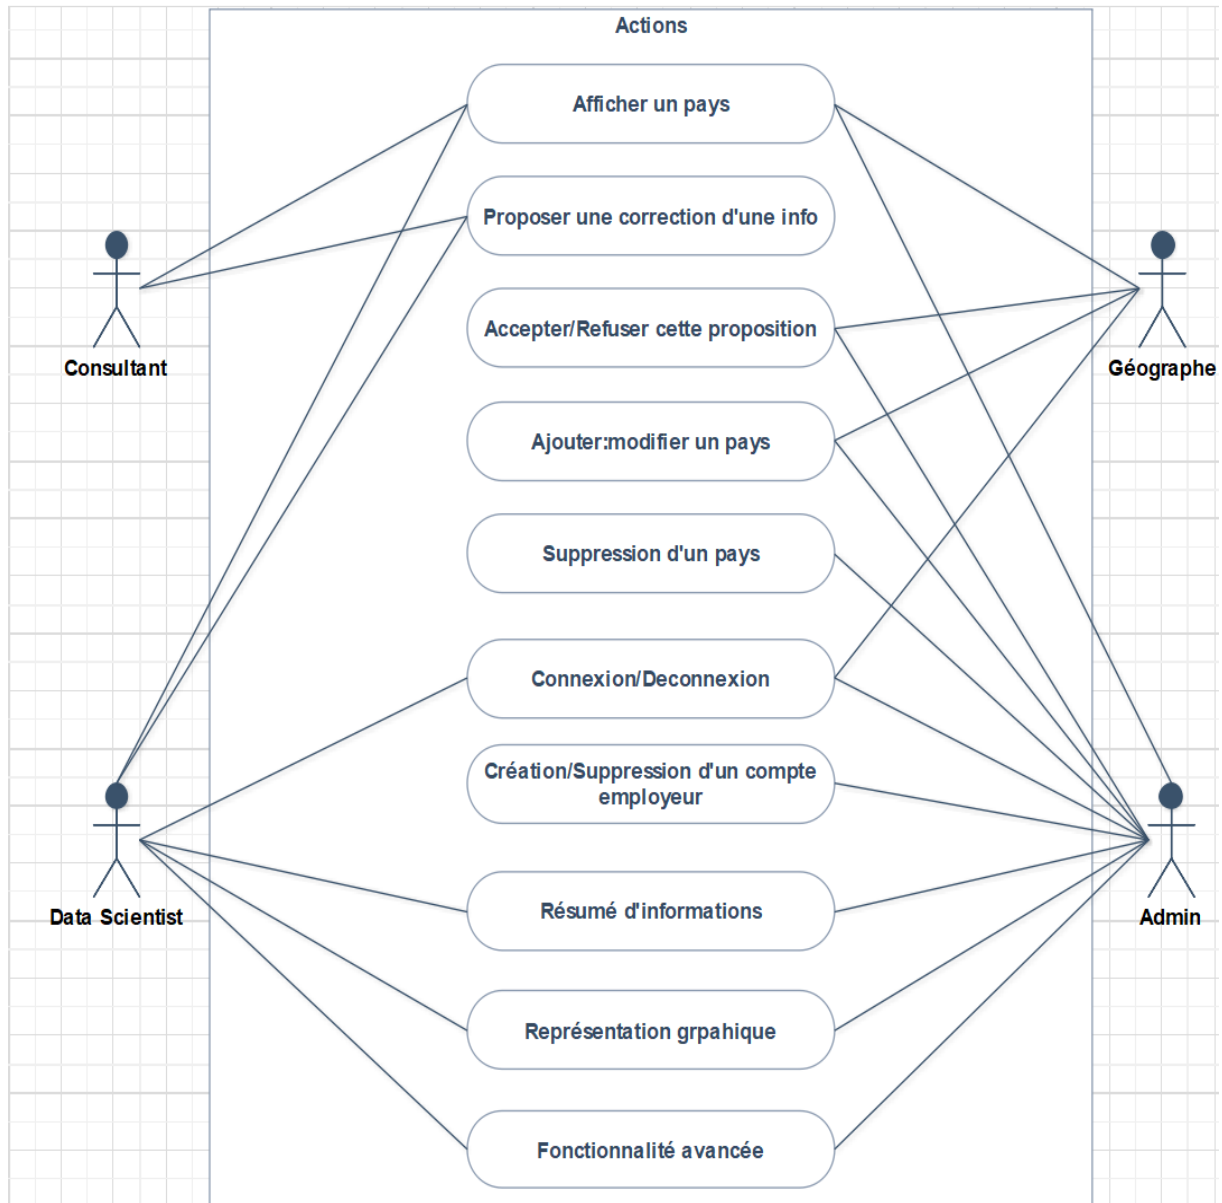 Actions
Afficher un pays
Proposer une correction d'une info
Accepter/Refuser cette proposition
Consultant
Géographe
Ajouter:modifier un pays
Suppression d'un pays
Connexion/Deconnexion
Création/Suppression d'un compte
employeur
Résumé d'informations
Data Scientist
Admin
Représentation grpahique
Fonctionnalité avancée